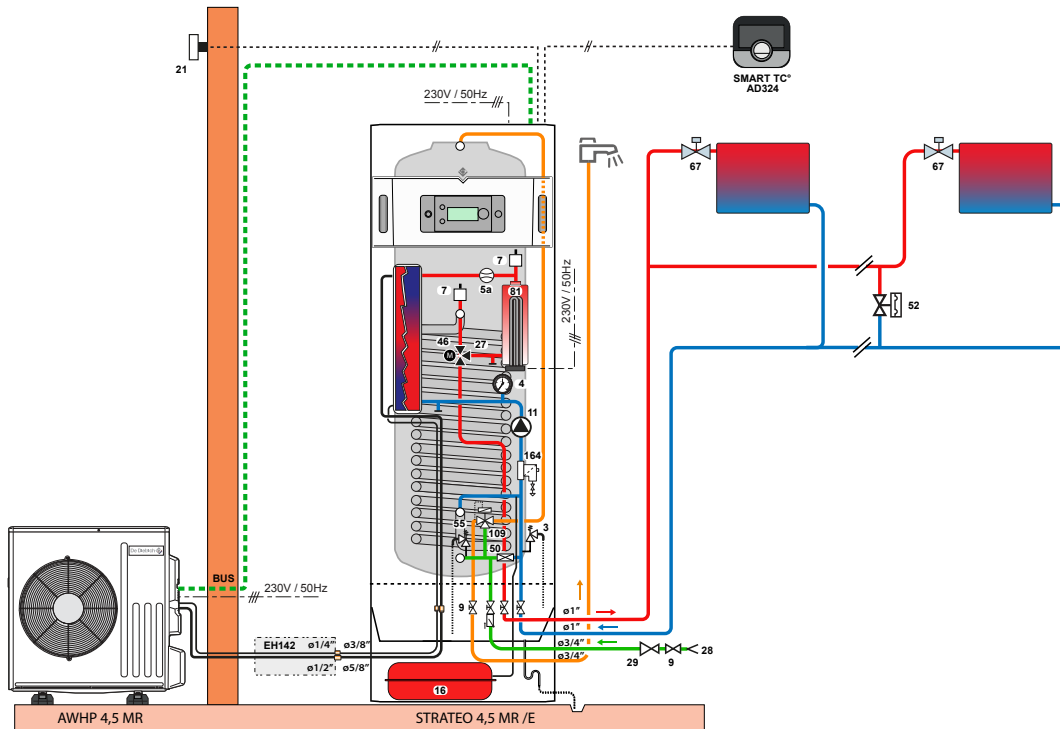 21
SMART TC°
AD324
230V / 50Hz
67
67
7
5a
7
81
230V / 50Hz
52
46
27
M
4
11
164
55
109
3
50
De Dietrich
BUS
230V / 50Hz
9
ø1"
ø1"
ø3/4"
ø3/4"
29
9
28
EH142
ø1/4"
ø3/8"
ø1/2"
ø5/8"
16
AWHP 4,5 MR
STRATEO 4,5 MR /E